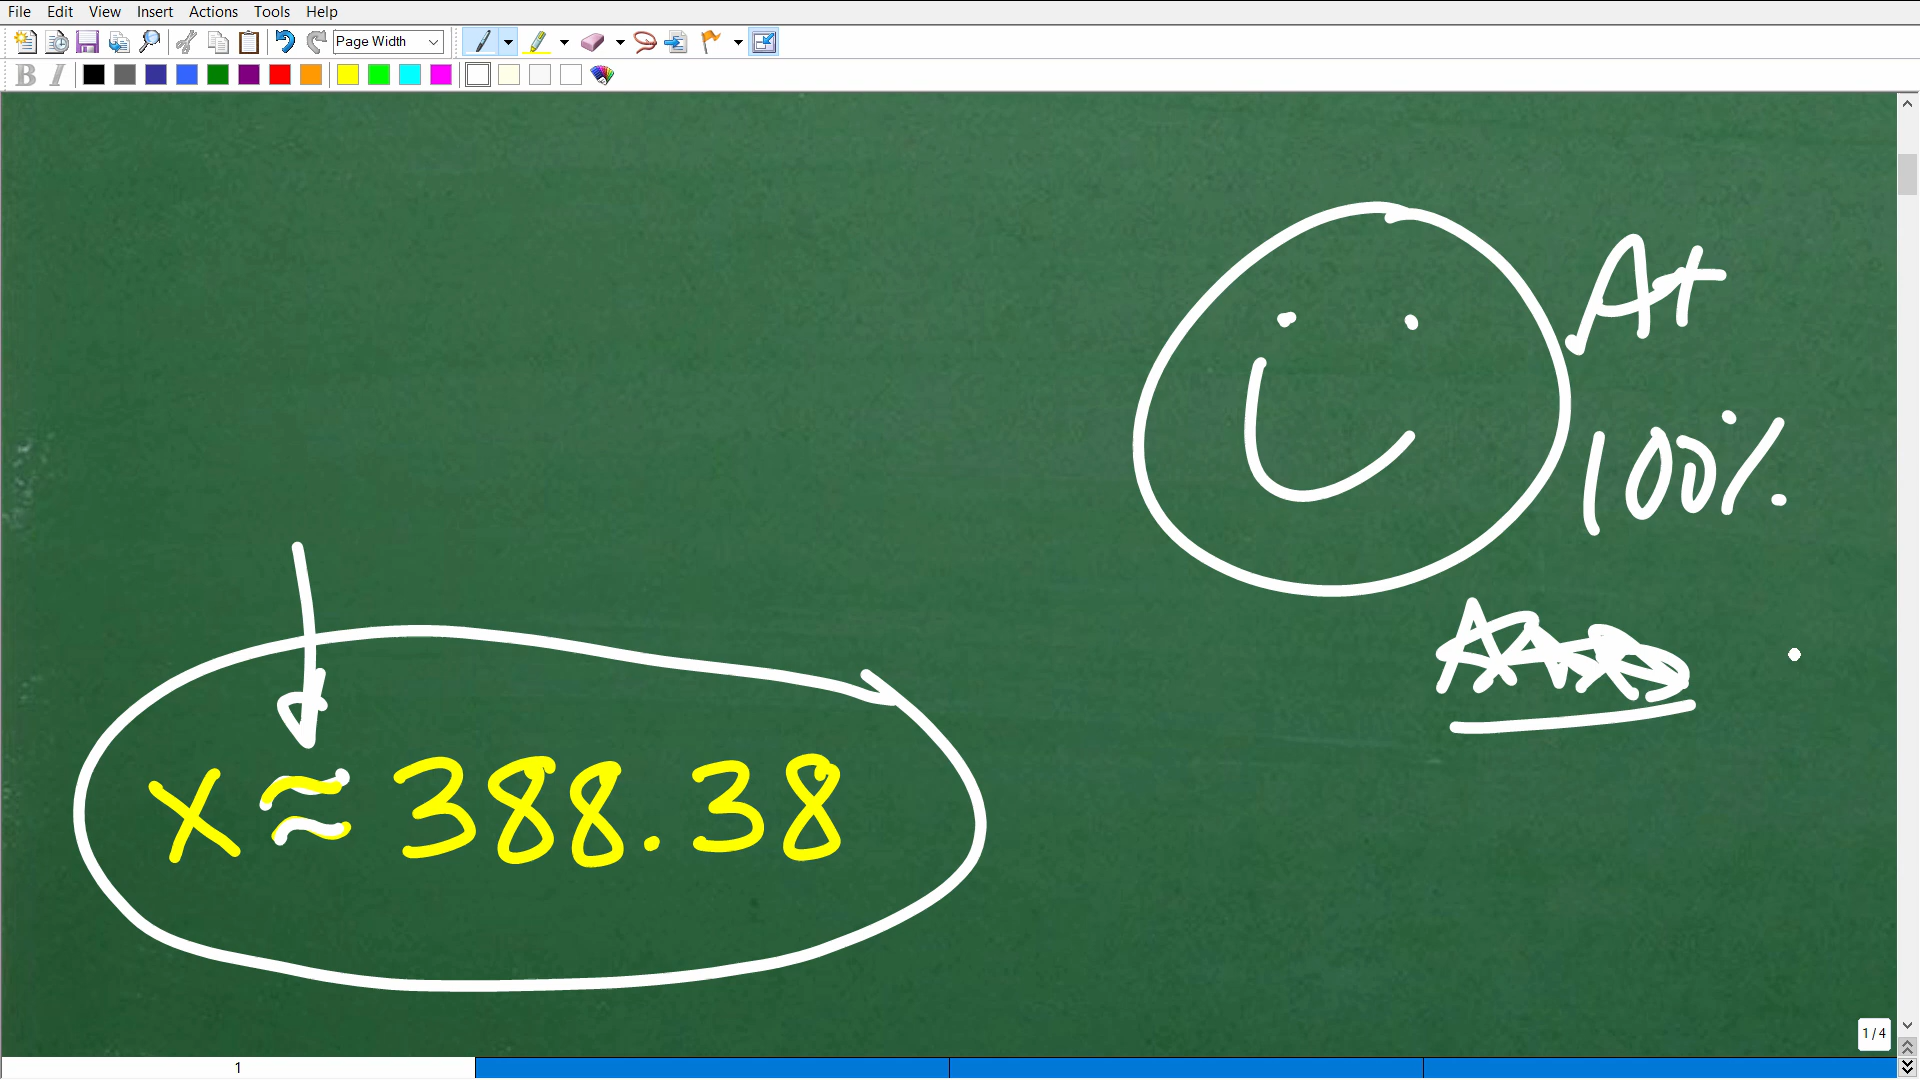 File Edit View Insert Actions Tools Help
Page Width
B I
A+
100%
x ≈ 388.38
1 / 4
1